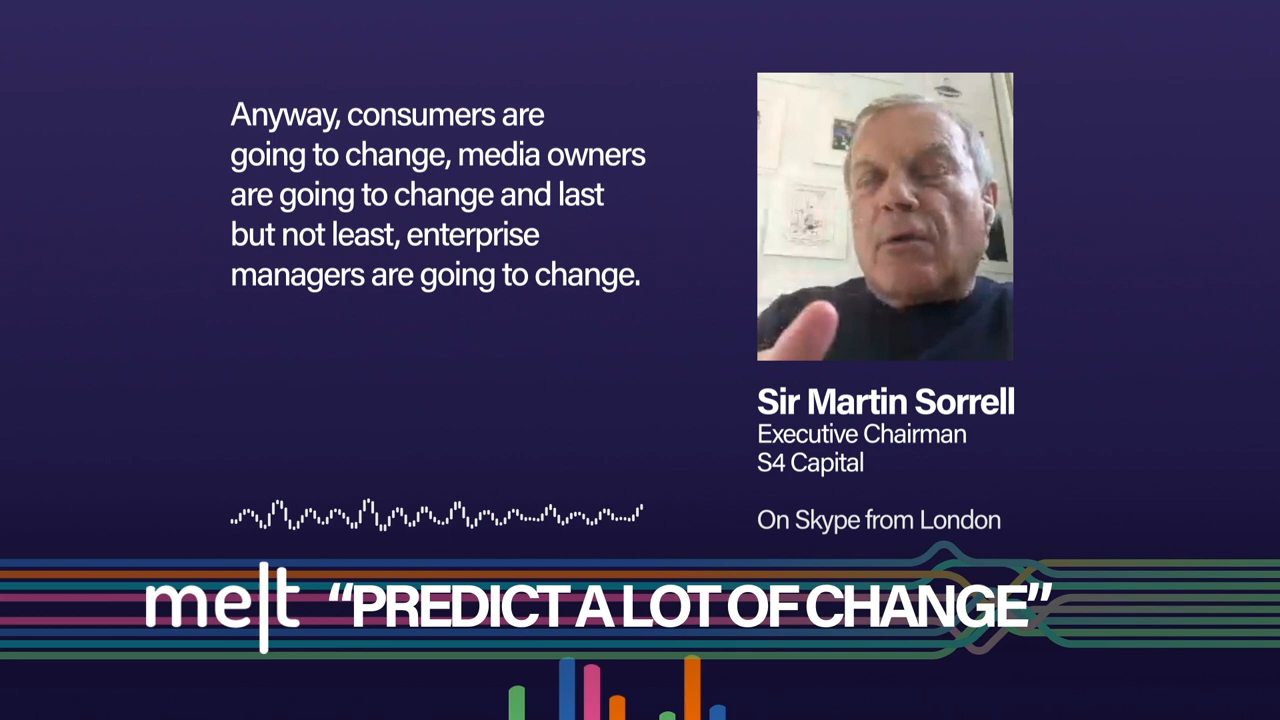 Anyway, consumers are
going to change, media owners
are going to change and last
but not least, enterprise
managers are going to change.
Sir Martin Sorrell
Executive Chairman
S4 Capital
On Skype from London
melt “PREDICT A LOT OF CHANGE”